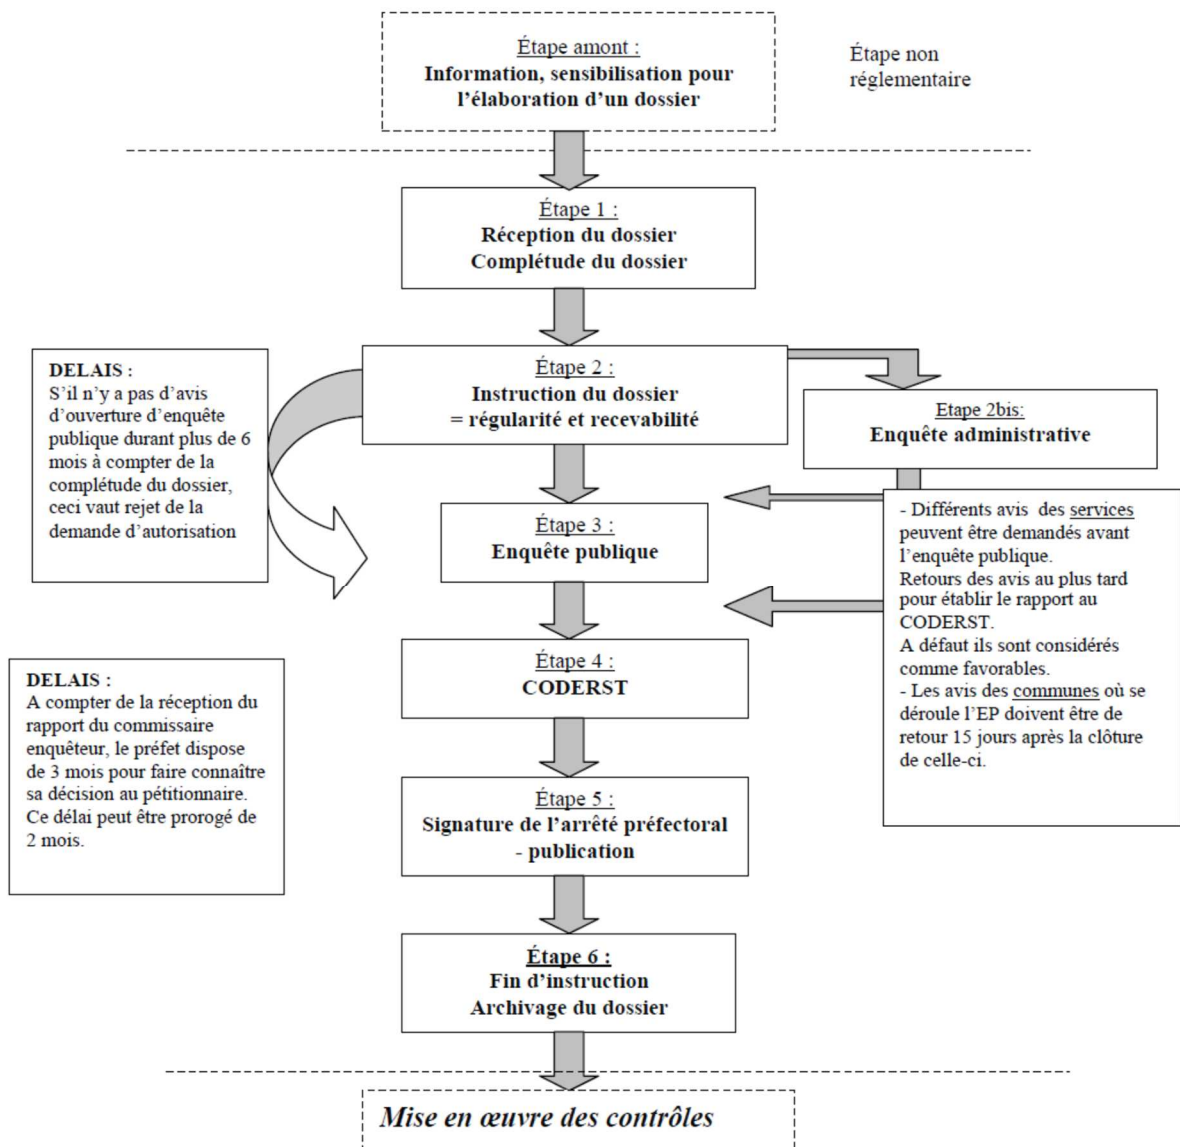 Étape amont :
Information, sensibilisation pour
l’élaboration d’un dossier
Étape non
réglementaire
Étape 1 :
Réception du dossier
Complétude du dossier
DELAIS :
S’il n’y a pas d’avis
d’ouverture d’enquête
publique durant plus de 6
mois à compter de la
complétude du dossier,
ceci vaut rejet de la
demande d’autorisation
Étape 2 :
Instruction du dossier
= régularité et recevabilité
Etape 2bis:
Enquête administrative
Étape 3 :
Enquête publique
- Différents avis des services
peuvent être demandés avant
l’enquête publique.
Retours des avis au plus tard
pour établir le rapport au
CODERST.
A défaut ils sont considérés
comme favorables.
- Les avis des communes où se
déroule l’EP doivent être de
retour 15 jours après la clôture
de celle-ci.
Étape 4 :
CODERST
DELAIS :
A compter de la réception du
rapport du commissaire
enquêteur, le préfet dispose
de 3 mois pour faire connaître
sa décision au pétitionnaire.
Ce délai peut être prorogé de
2 mois.
Étape 5 :
Signature de l’arrêté préfectoral
- publication
Étape 6 :
Fin d’instruction
Archivage du dossier
Mise en œuvre des contrôles